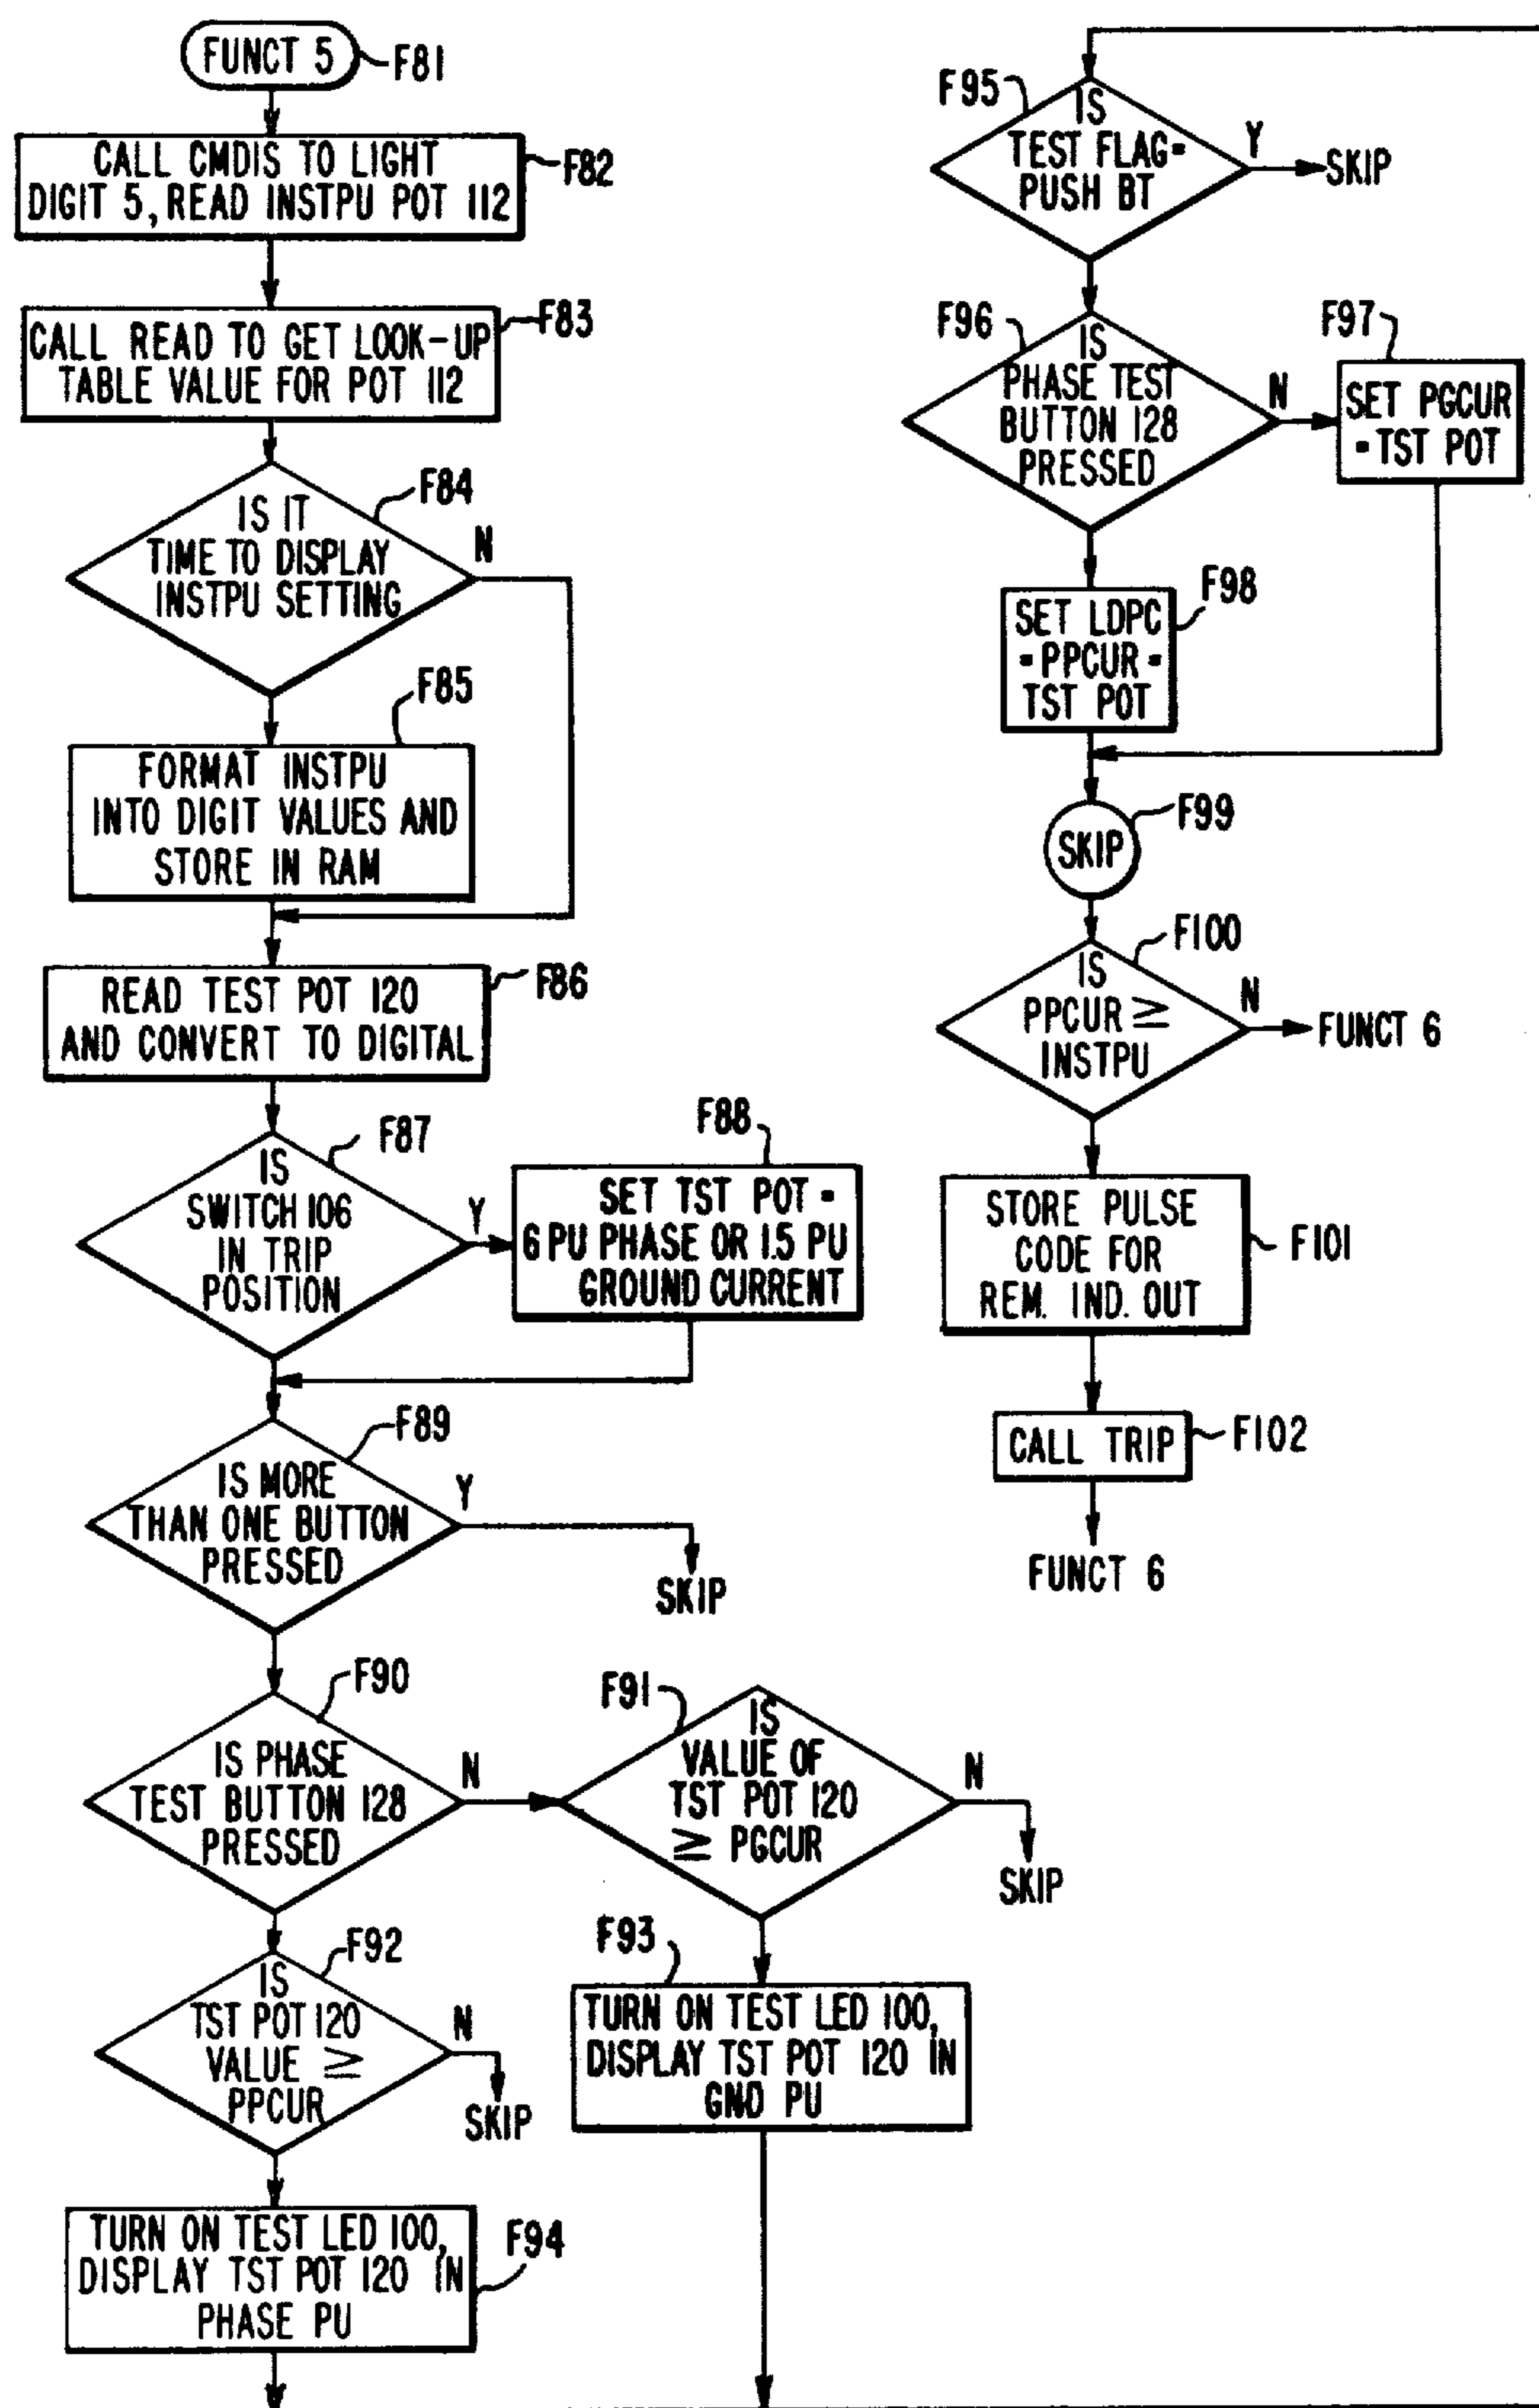 FUNCT 5
F81
CALL CMDIS TO LIGHT
DIGIT 5, READ INSTPU POT 112
F82
CALL READ TO GET LOOK-UP
TABLE VALUE FOR POT 112
F83
IS IT
TIME TO DISPLAY
INSTPU SETTING
F84
N
FORMAT INSTPU
INTO DIGIT VALUES AND
STORE IN RAM
F85
READ TEST POT 120
AND CONVERT TO DIGITAL
F86
IS
SWITCH 106
IN TRIP
POSITION
F87
Y
SET TST POT =
6 PU PHASE OR 1.5 PU
GROUND CURRENT
F88
IS MORE
THAN ONE BUTTON
PRESSED
F89
Y
SKIP
IS PHASE
TEST BUTTON 128
PRESSED
F90
N
IS
VALUE OF
TST POT 120
≥ PGCUR
F91
N
SKIP
IS
TST POT 120
VALUE ≥
PPCUR
F92
N
SKIP
TURN ON TEST LED 100,
DISPLAY TST POT 120 IN
GND PU
F93
TURN ON TEST LED 100,
DISPLAY TST POT 120 IN
PHASE PU
F94
IS
TEST FLAG=
PUSH BT
F95
Y
SKIP
IS
PHASE TEST
BUTTON 128
PRESSED
F96
N
SET PGCUR
= TST POT
F97
SET LDPC
= PPCUR =
TST POT
F98
SKIP
F99
IS
PPCUR ≥
INSTPU
F100
N
FUNCT 6
STORE PULSE
CODE FOR
REM. IND. OUT
F101
CALL TRIP
F102
FUNCT 6